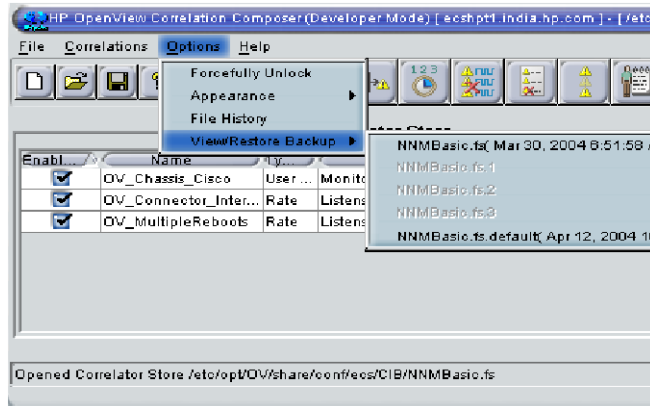 HP OpenView Correlation Composer(Developer Mode) [ ecshptt1.india.hp.com ] - [ /etc
File Correlations Options Help
Forcefully Unlock
Appearance
File History
View/Restore Backup
123
NNMBasic.fs( Mar 30, 2004 6:51:58
NNMBasic.fs.1
NNMBasic.fs.2
NNMBasic.fs.3
NNMBasic.fs.default( Apr 12, 2004 1
Enabl... Name Ty...
OV_Chassis_Cisco User ... Monito
OV_Connector_Inter... Rate Listens
OV_MultipleReboots Rate Listens
Opened Correlator Store /etc/opt/OV/share/conf/ecs/CIB/NNMBasic.fs